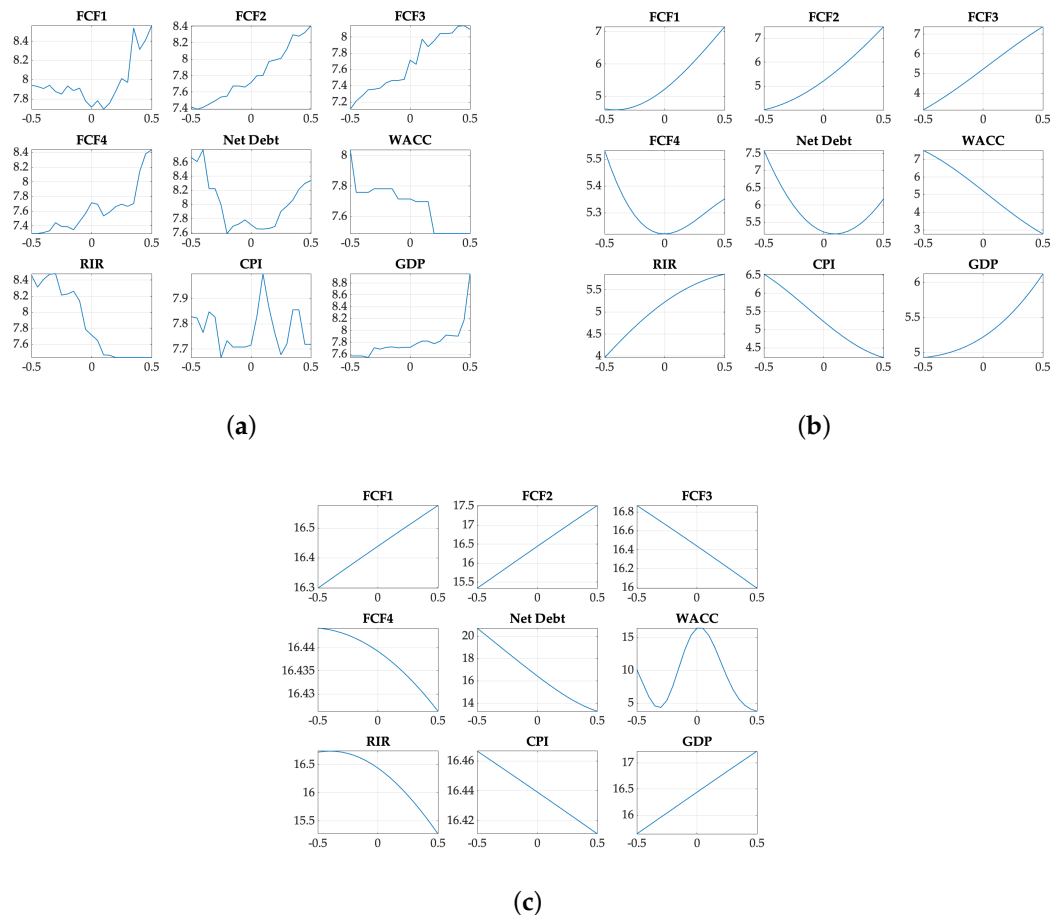 FCF1 FCF2 FCF3
8.4 8.2 8 7.8
-0.5 0 0.5
8.4 8.2 8 7.8 7.6 7.4
-0.5 0 0.5
8.2 8 7.8 7.6 7.4 7.2
-0.5 0 0.5
FCF4 Net Debt WACC
8.4 8.2 8 7.8 7.6 7.4
-0.5 0 0.5
8.6 8.4 8.2 8 7.8 7.6
-0.5 0 0.5
8 7.8 7.6
-0.5 0 0.5
RIR CPI GDP
8.4 8.2 8 7.8 7.6
-0.5 0 0.5
7.9 7.8 7.7
-0.5 0 0.5
8.8 8.6 8.4 8.2 8 7.8 7.6
-0.5 0 0.5
(a)
FCF1 FCF2 FCF3
7 6 5
-0.5 0 0.5
7 6 5
-0.5 0 0.5
7 6 5 4
-0.5 0 0.5
FCF4 Net Debt WACC
5.5 5.4 5.3
-0.5 0 0.5
7.5 7 6.5 6 5.5
-0.5 0 0.5
7 6 5 4 3
-0.5 0 0.5
RIR CPI GDP
5.5 5 4.5 4
-0.5 0 0.5
6.5 6 5.5 5 4.5
-0.5 0 0.5
6 5.5 5
-0.5 0 0.5
(b)
FCF1 FCF2 FCF3
16.5 16.4 16.3
-0.5 0 0.5
17.5 17 16.5 16 15.5
-0.5 0 0.5
16.8 16.6 16.4 16.2 16
-0.5 0 0.5
FCF4 Net Debt WACC
16.44 16.435 16.43
-0.5 0 0.5
20 18 16 14
-0.5 0 0.5
15 10 5
-0.5 0 0.5
RIR CPI GDP
16.5 16 15.5
-0.5 0 0.5
16.46 16.44 16.42
-0.5 0 0.5
17 16.5 16
-0.5 0 0.5
(c)